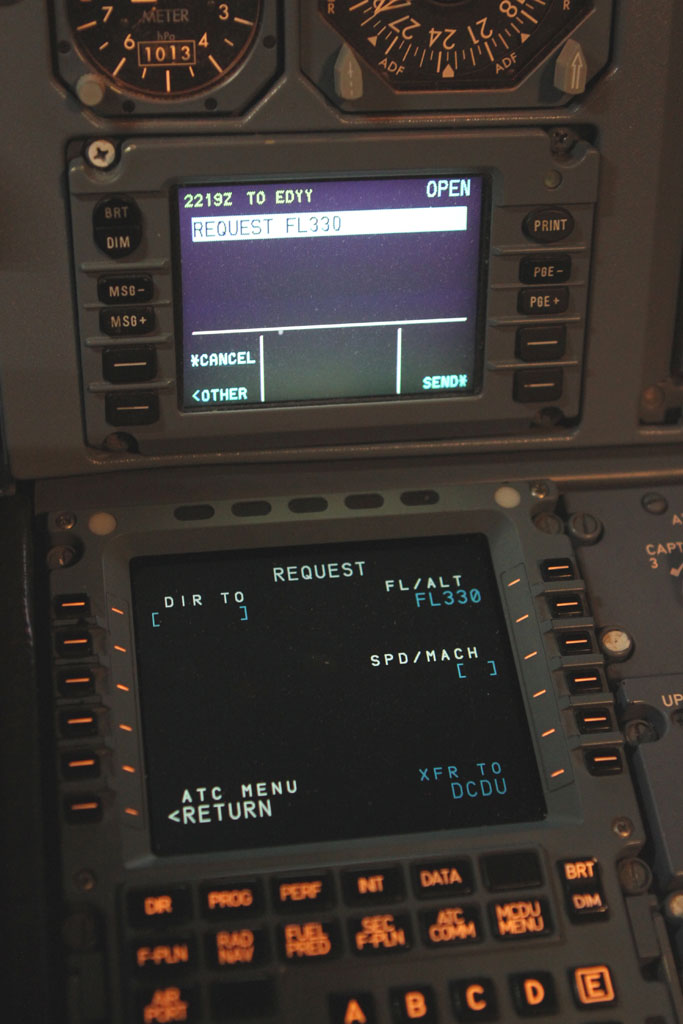 7 METER 3
hPa
6 1013 4
5
27 24 21 18
R R
ADF ADF
2219Z TO EDYY OPEN
REQUEST FL330
BRT
DIM
PRINT
MSG-
PGE-
MSG+
PGE+
*CANCEL
<OTHER SEND*
REQUEST
DIR TO FL/ALT
[ ] FL330
SPD/MACH
[ ]
ATC MENU XFR TO
<RETURN DCDU
CAPT
3
UP
DIR PROG PERF INIT DATA BRT
DIM
F-PLN RAD NAV FUEL PRED SEC F-PLN ATC COMM MCDU MENU
AIR PORT
A B C D E